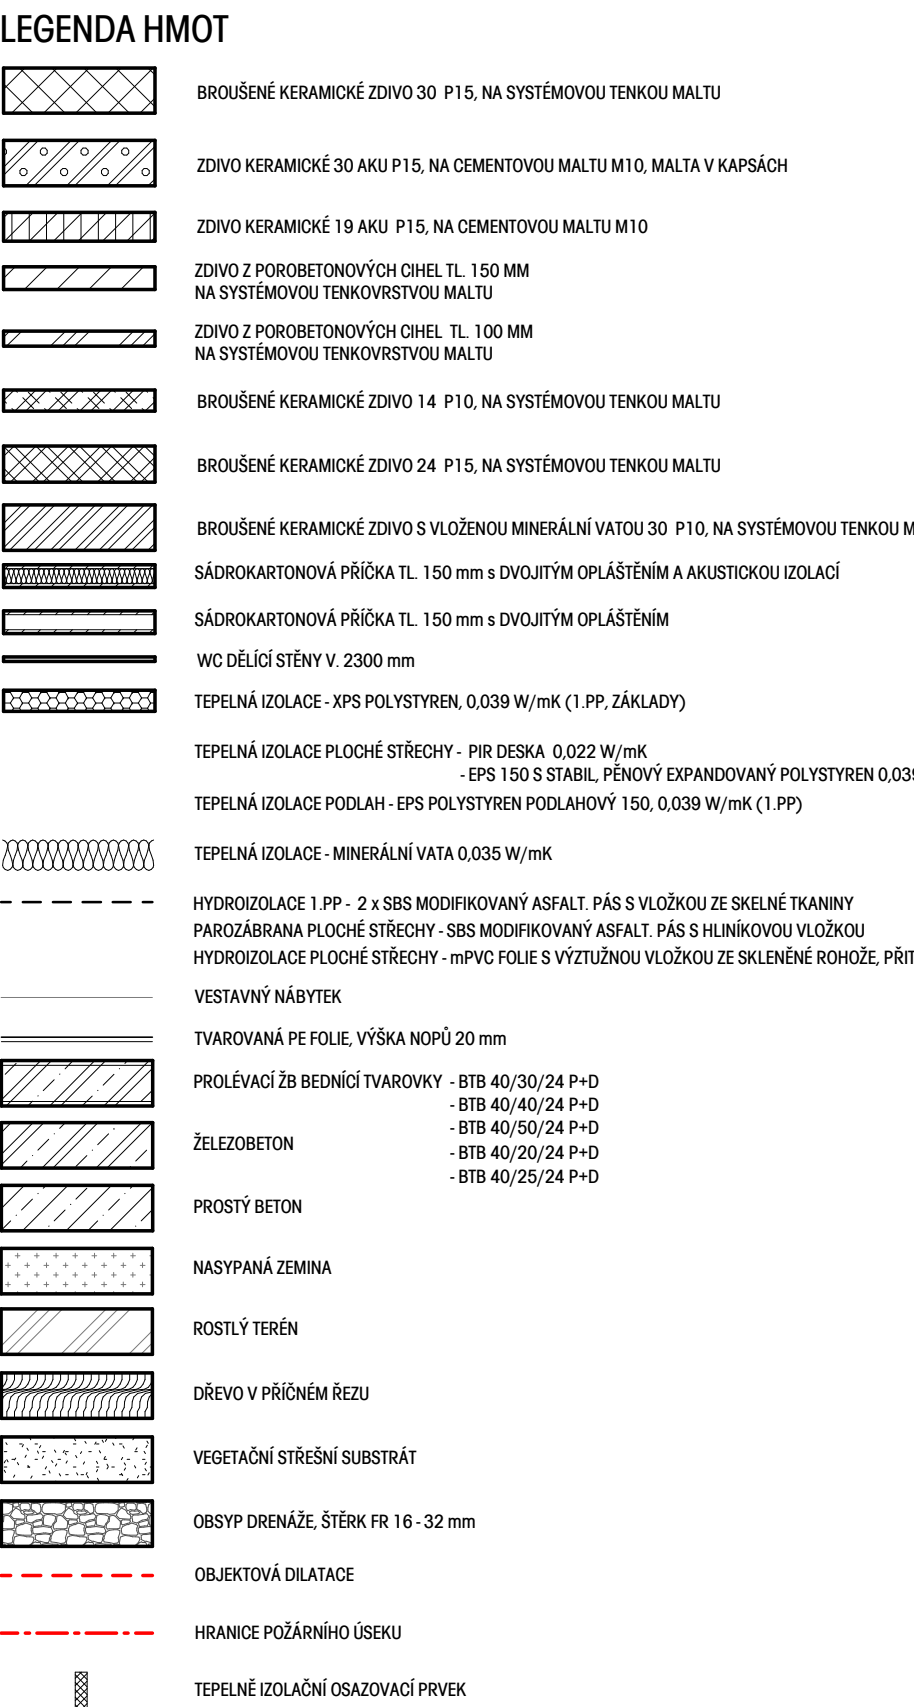 LEGENDA HMOT
BROUŠENÉ KERAMICKÉ ZDIVO 30 P15, NA SYSTÉMOVOU TENKOU MALTU
ZDIVO KERAMICKÉ 30 AKU P15, NA CEMENTOVOU MALTU M10, MALTA V KAPSÁCH
ZDIVO KERAMICKÉ 19 AKU P15, NA CEMENTOVOU MALTU M10
ZDIVO Z POROBETONOVÝCH CIHEL TL. 150 MM
NA SYSTÉMOVOU TENKOVRSTVOU MALTU
ZDIVO Z POROBETONOVÝCH CIHEL TL. 100 MM
NA SYSTÉMOVOU TENKOVRSTVOU MALTU
BROUŠENÉ KERAMICKÉ ZDIVO 14 P10, NA SYSTÉMOVOU TENKOU MALTU
BROUŠENÉ KERAMICKÉ ZDIVO 24 P15, NA SYSTÉMOVOU TENKOU MALTU
BROUŠENÉ KERAMICKÉ ZDIVO S VLOŽENOU MINERÁLNÍ VATOU 30 P10, NA SYSTÉMOVOU TENKOU M
SÁDROKARTONOVÁ PŘÍČKA TL. 150 mm s DVOJITÝM OPLÁŠTĚNÍM A AKUSTICKOU IZOLACÍ
SÁDROKARTONOVÁ PŘÍČKA TL. 150 mm s DVOJITÝM OPLÁŠTĚNÍM
WC DĚLÍCÍ STĚNY V. 2300 mm
TEPELNÁ IZOLACE - XPS POLYSTYREN, 0,039 W/mK (1.PP, ZÁKLADY)
TEPELNÁ IZOLACE PLOCHÉ STŘECHY - PIR DESKA 0,022 W/mK
- EPS 150 S STABIL, PĚNOVÝ EXPANDOVANÝ POLYSTYREN 0,039
TEPELNÁ IZOLACE PODLAH - EPS POLYSTYREN PODLAHOVÝ 150, 0,039 W/mK (1.PP)
TEPELNÁ IZOLACE - MINERÁLNÍ VATA 0,035 W/mK
HYDROIZOLACE 1.PP - 2 x SBS MODIFIKOVANÝ ASFALT. PÁS S VLOŽKOU ZE SKELNÉ TKANINY
PAROZÁBRANA PLOCHÉ STŘECHY - SBS MODIFIKOVANÝ ASFALT. PÁS S HLINÍKOVOU VLOŽKOU
HYDROIZOLACE PLOCHÉ STŘECHY - mPVC FOLIE S VÝZTUŽNOU VLOŽKOU ZE SKLENĚNÉ ROHOŽE, PŘIT
VESTAVNÝ NÁBYTEK
TVAROVANÁ PE FOLIE, VÝŠKA NOPŮ 20 mm
PROLÉVACÍ ŽB BEDNÍCÍ TVAROVKY - BTB 40/30/24 P+D
- BTB 40/40/24 P+D
- BTB 40/50/24 P+D
ŽELEZOBETON
- BTB 40/20/24 P+D
- BTB 40/25/24 P+D
PROSTÝ BETON
NASYPANÁ ZEMINA
ROSTLÝ TERÉN
DŘEVO V PŘÍČNÉM ŘEZU
VEGETAČNÍ STŘEŠNÍ SUBSTRÁT
OBSYP DRENÁŽE, ŠTĚRK FR 16 - 32 mm
OBJEKTOVÁ DILATACE
HRANICE POŽÁRNÍHO ÚSEKU
TEPELNĚ IZOLAČNÍ OSAZOVACÍ PRVEK